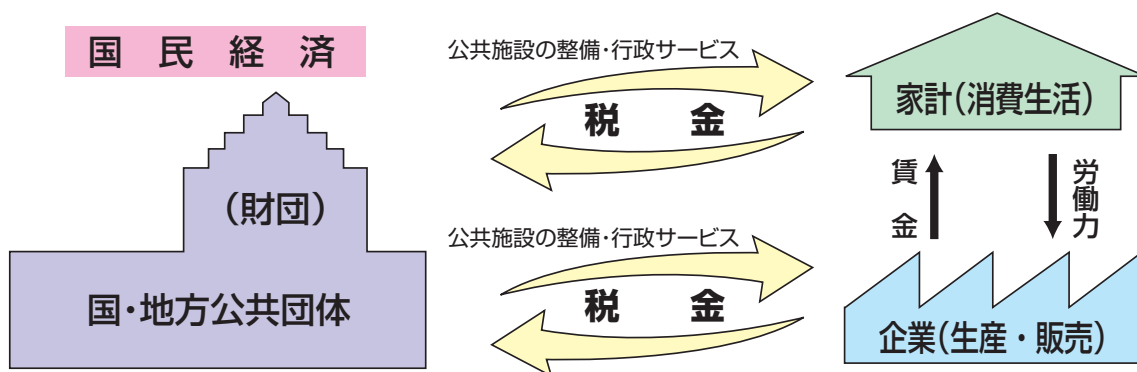 国民経済
(財団)
国・地方公共団体
公共施設の整備・行政サービス
税金
公共施設の整備・行政サービス
税金
家計(消費生活)
賃金
労働力
企業(生産・販売)